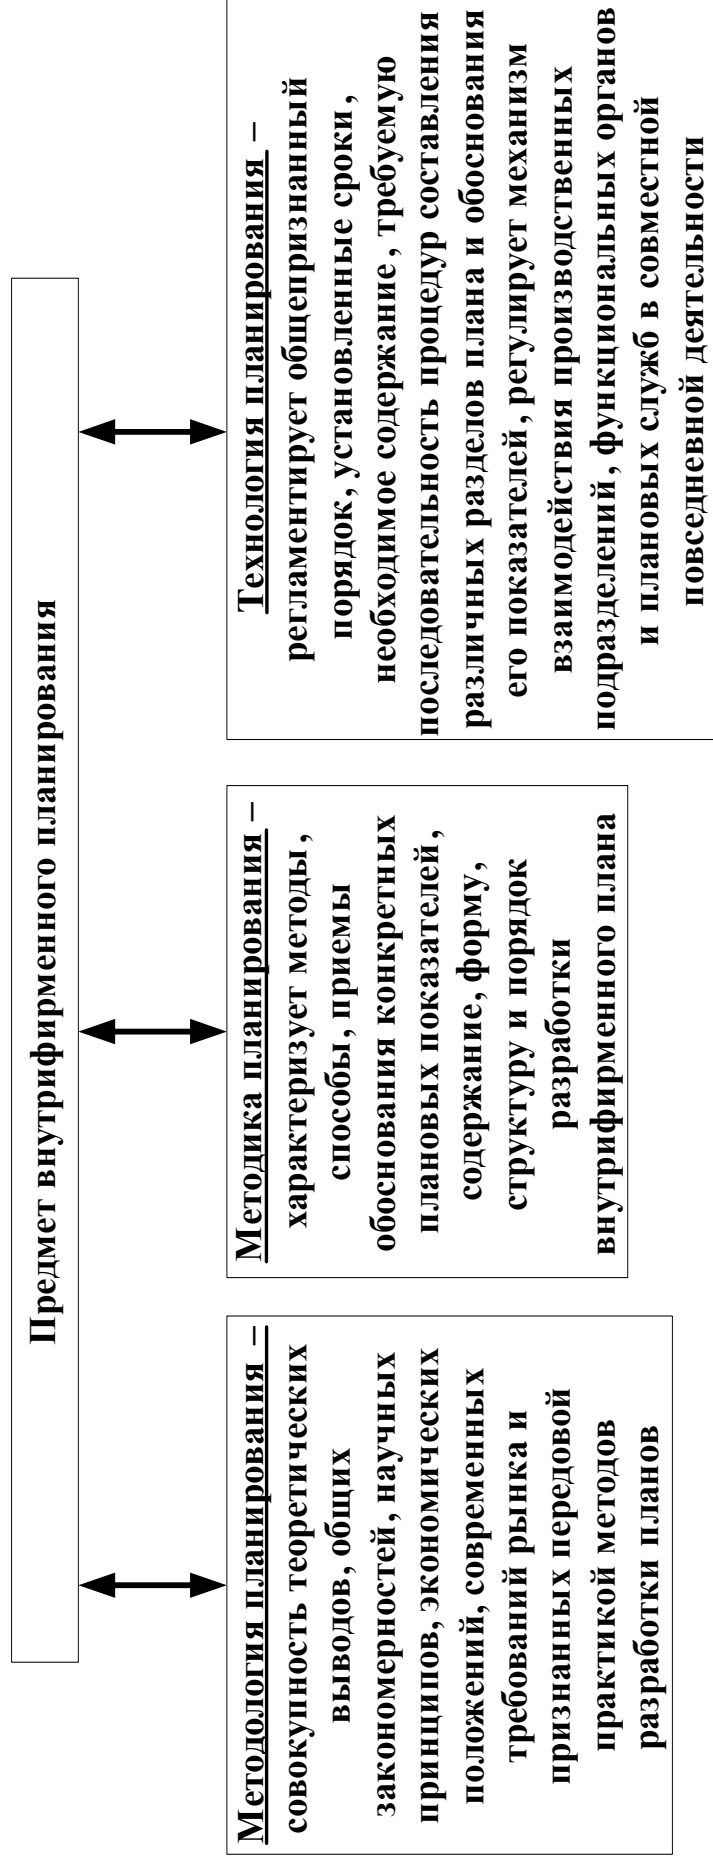 Предмет внутрифирменного планирования
Методология планирования –
совокупность теоретических
выводов, общих
закономерностей, научных
принципов, экономических
положений, современных
требований рынка и
признанных передовой
практикой методов
разработки планов
Методика планирования –
характеризует методы,
способы, приемы
обоснования конкретных
плановых показателей,
содержание, форму,
структуру и порядок
разработки
внутрифирменного плана
Технология планирования –
регламентирует общепризнанный
порядок, установленные сроки,
необходимое содержание, требуемую
последовательность процедур составления
различных разделов плана и обоснования
его показателей, регулирует механизм
взаимодействия производственных
подразделений, функциональных органов
и плановых служб в совместной
повседневной деятельности